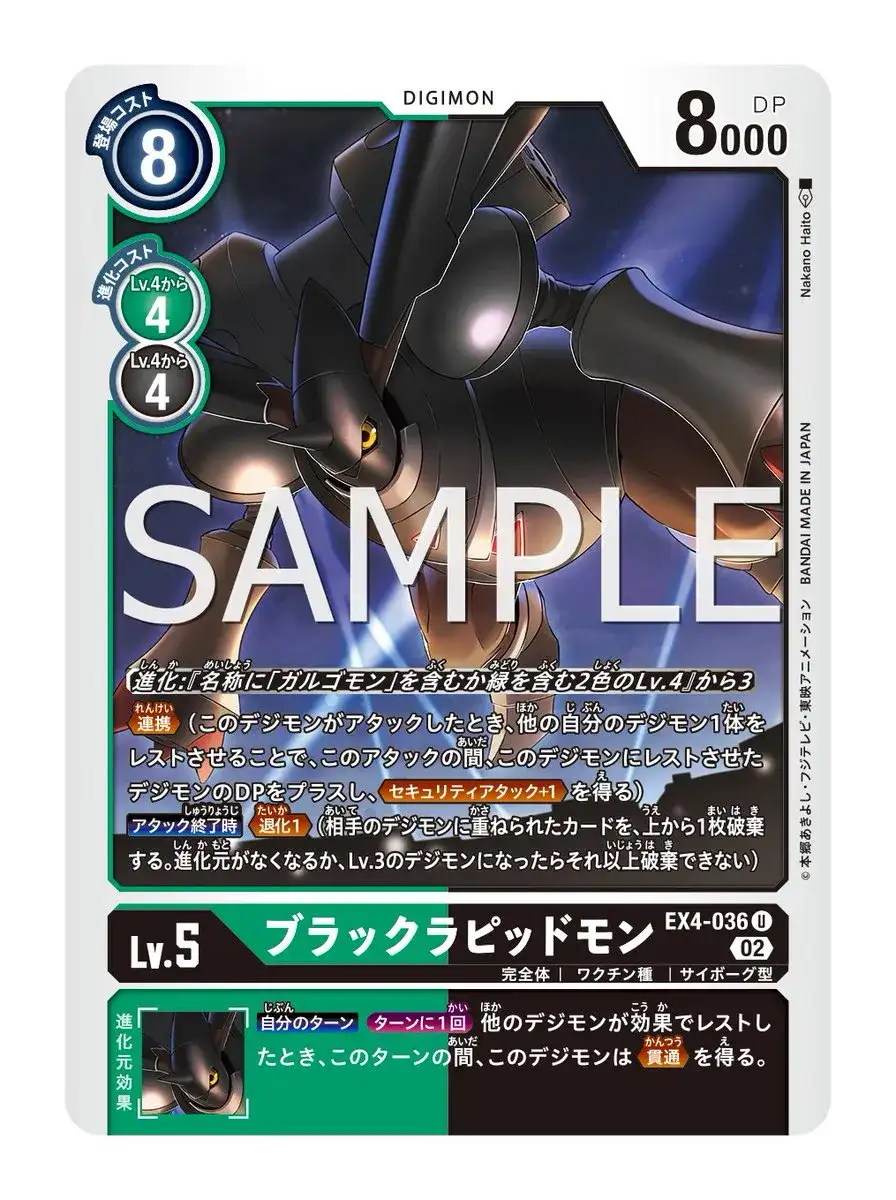 DIGIMON
登場コスト
8
8000
DP
進化コスト
Lv.4から
4
Lv.4から
4
Nakano Haito
SAMPLE
進化:『名称に「ガルゴモン」を含むか緑を含む2色のLv.4』から3
連携 (このデジモンがアタックしたとき、他の自分のデジモン1体を
レストさせることで、このアタックの間、このデジモンにレストさせた
デジモンのDPをプラスし、セキュリティアタック+1 を得る)
アタック終了時 退化1 (相手のデジモンに重ねられたカードを、上から1枚破棄
する。進化元がなくなるか、Lv.3のデジモンになったらそれ以上破棄できない)
© 本郷あきよし・フジテレビ・東映アニメーション BANDAI MADE IN JAPAN
Lv.5
ブラックラピッドモン
EX4-036 U
02
完全体 | ワクチン種 | サイボーグ型
進化元効果
自分のターン ターンに1回 他のデジモンが効果でレストし
たとき、このターンの間、このデジモンは 貫通 を得る。